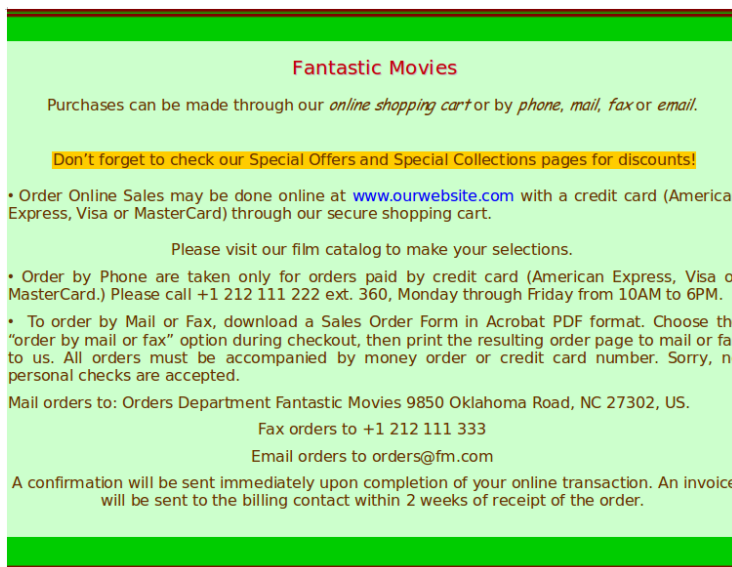 Fantastic Movies
Purchases can be made through our online shopping cart or by phone, mail, fax or email.
Don’t forget to check our Special Offers and Special Collections pages for discounts!
• Order Online Sales may be done online at www.ourwebsite.com with a credit card (America
Express, Visa or MasterCard) through our secure shopping cart.
Please visit our film catalog to make your selections.
• Order by Phone are taken only for orders paid by credit card (American Express, Visa o
MasterCard.) Please call +1 212 111 222 ext. 360, Monday through Friday from 10AM to 6PM.
• To order by Mail or Fax, download a Sales Order Form in Acrobat PDF format. Choose th
“order by mail or fax” option during checkout, then print the resulting order page to mail or fa
to us. All orders must be accompanied by money order or credit card number. Sorry, n
personal checks are accepted.
Mail orders to: Orders Department Fantastic Movies 9850 Oklahoma Road, NC 27302, US.
Fax orders to +1 212 111 333
Email orders to orders@fm.com
A confirmation will be sent immediately upon completion of your online transaction. An invoice
will be sent to the billing contact within 2 weeks of receipt of the order.